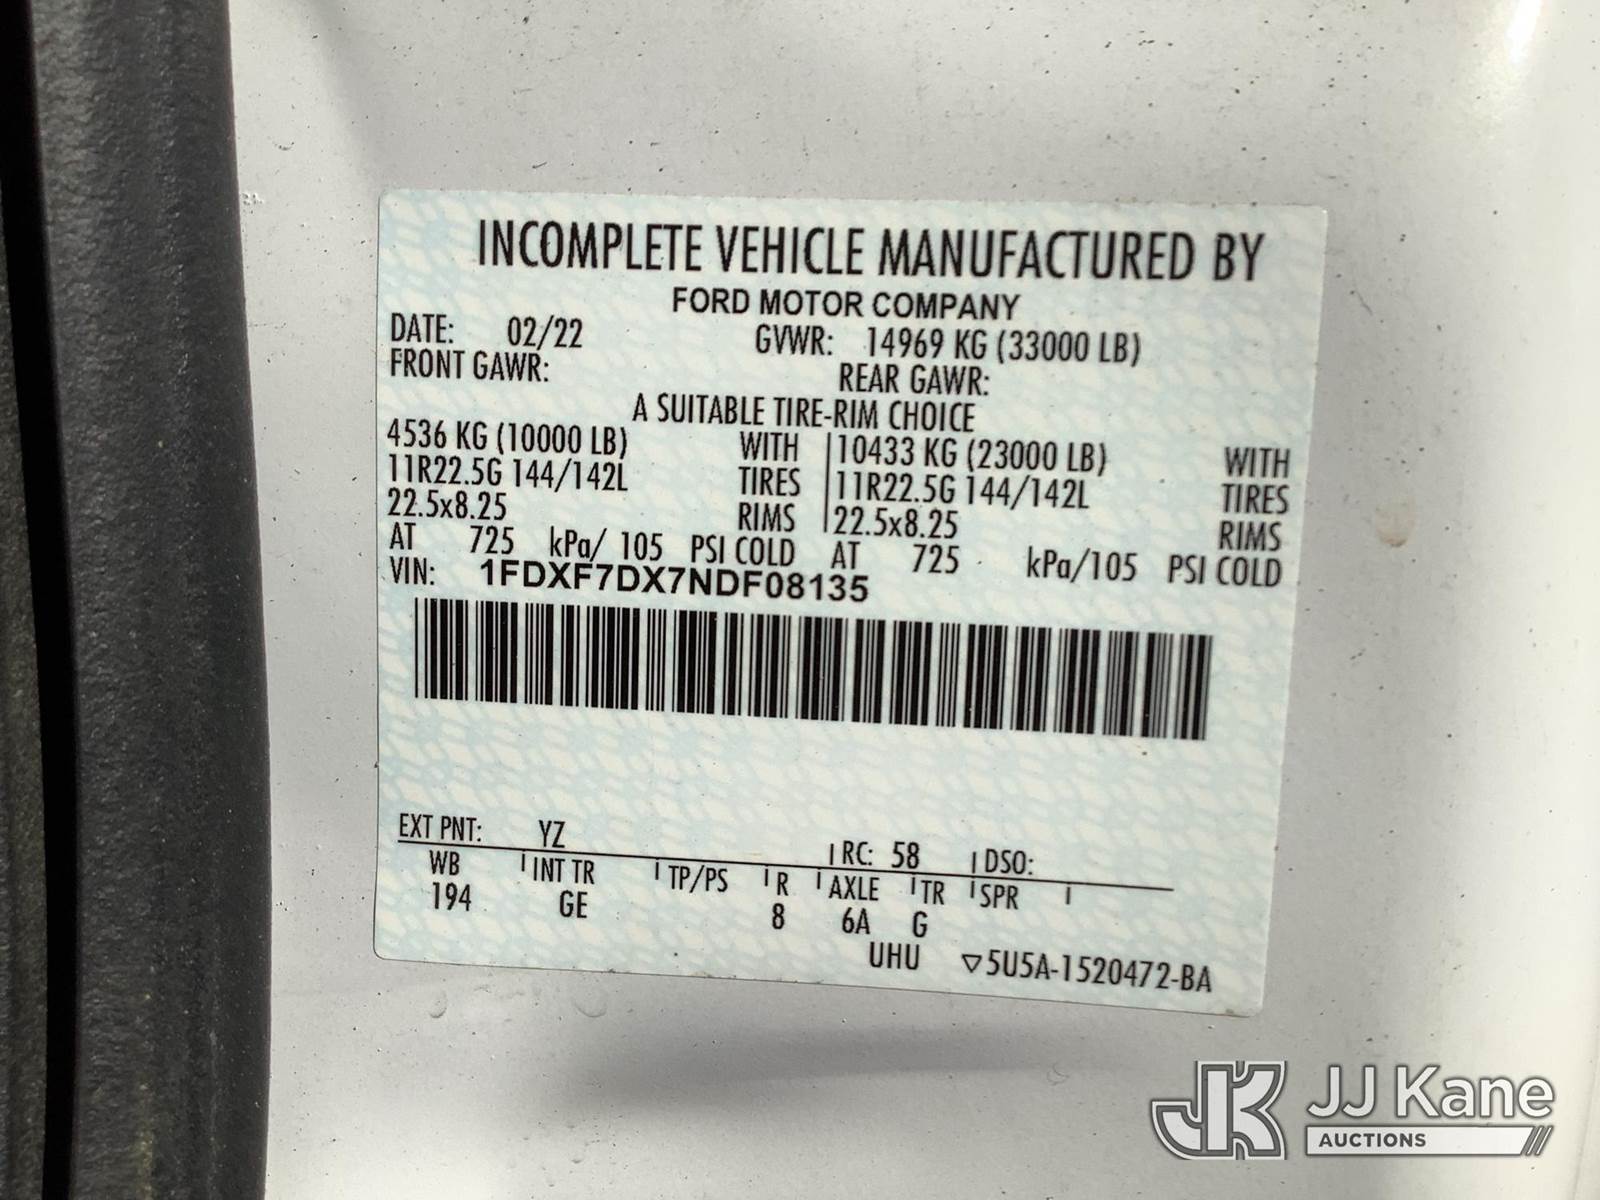 INCOMPLETE VEHICLE MANUFACTURED BY
FORD MOTOR COMPANY
DATE: 02/22 GVWR: 14969 KG (33000 LB)
FRONT GAWR: REAR GAWR:
A SUITABLE TIRE-RIM CHOICE
4536 KG (10000 LB) WITH 10433 KG (23000 LB) WITH
11R22.5G 144/142L TIRES 11R22.5G 144/142L TIRES
22.5x8.25 RIMS 22.5x8.25 RIMS
AT 725 kPa/ 105 PSI COLD AT 725 kPa/105 PSI COLD
VIN: 1FDXF7DX7NDF08135
EXT PNT: YZ RC: 58 DSO:
WB INT TR TP/PS R AXLE TR SPR
194 GE 8 6A G
UHU ▽5U5A-1520472-BA
JK JJ Kane
AUCTIONS